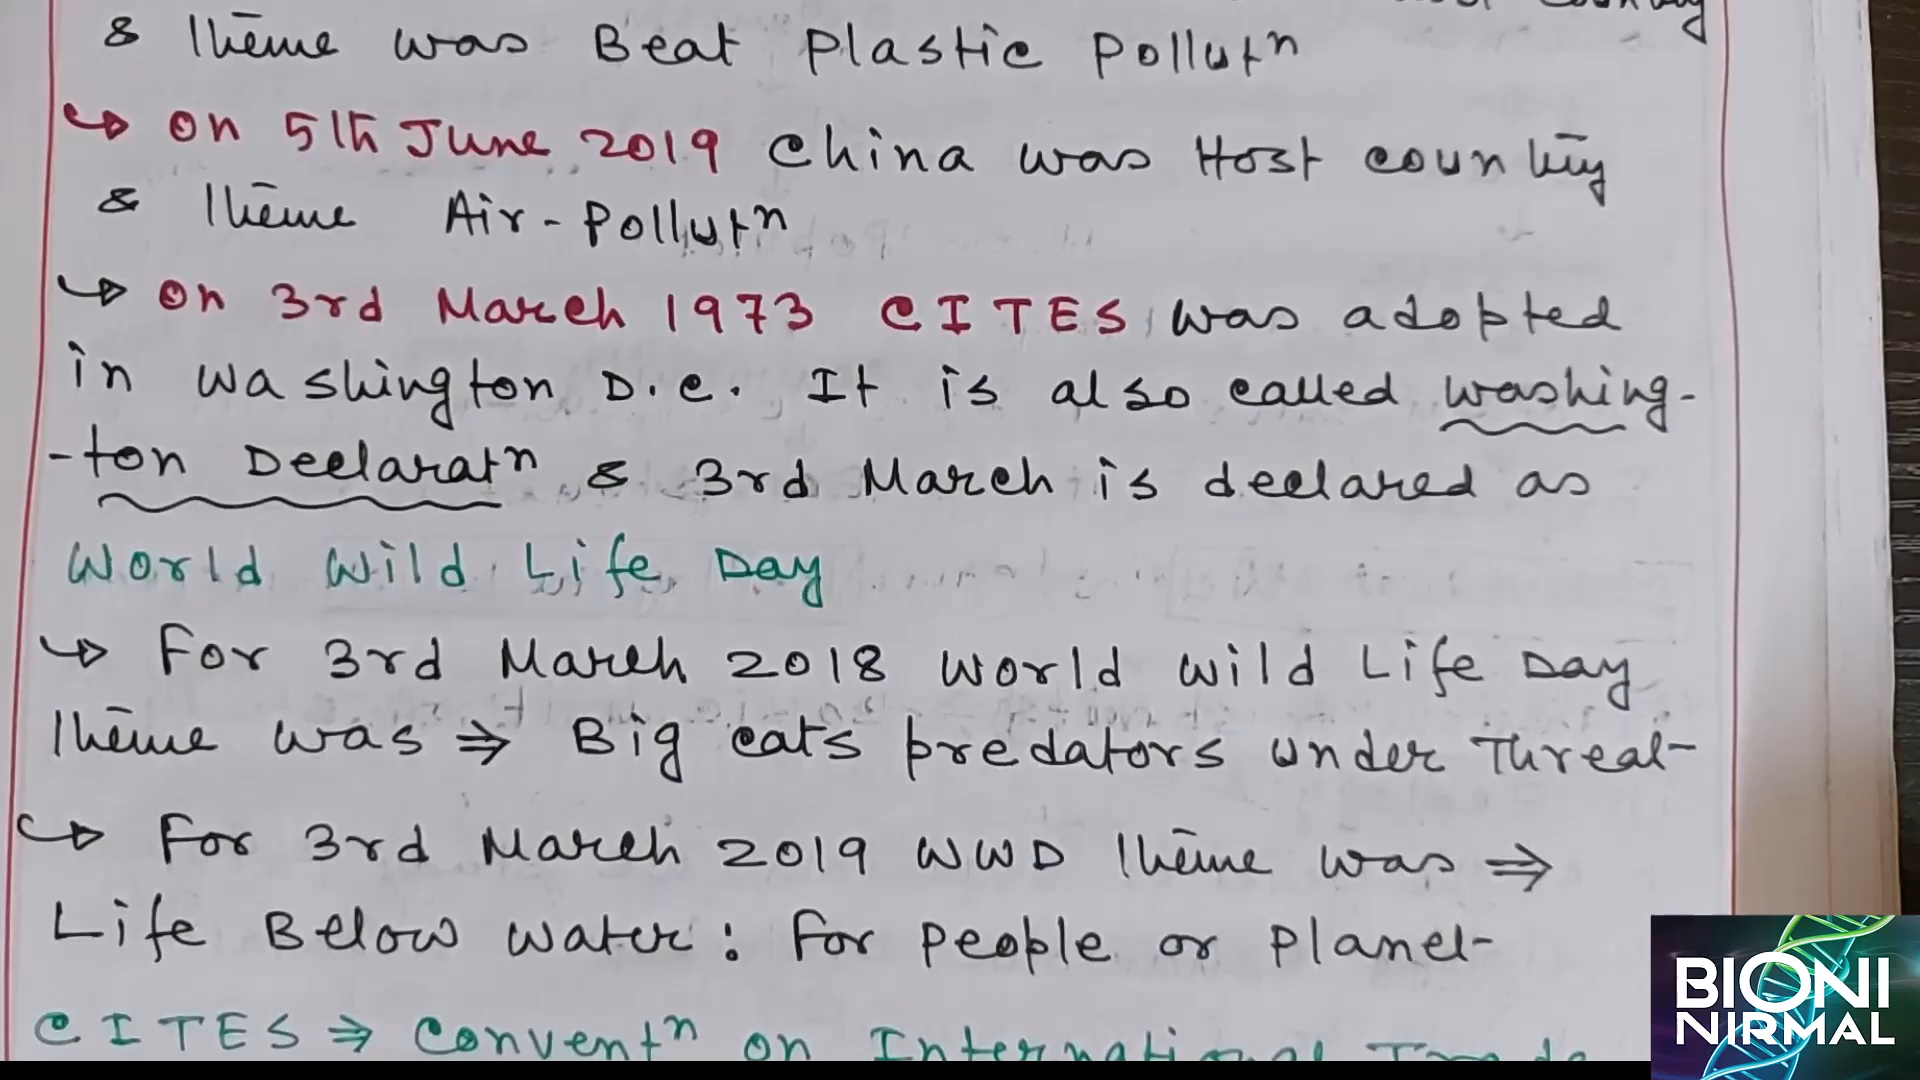 & Theme was Beat Plastic Pollutⁿ
↪ On 5th June 2019 China was Host country
& Theme Air-Pollutⁿ
↪ On 3rd March 1973 CITES was adopted
in washington D.C. It is also called washing-
-ton Declaratⁿ & 3rd March is declared as
World Wild Life Day
↪ For 3rd March 2018 World Wild Life Day
Theme was ⇒ Big cats predators under Threat
↪ For 3rd March 2019 WWD Theme was ⇒
Life Below Water: For People or Planet
CITES ⇒ Conventⁿ on International Trade
BIONI
NIRMAL